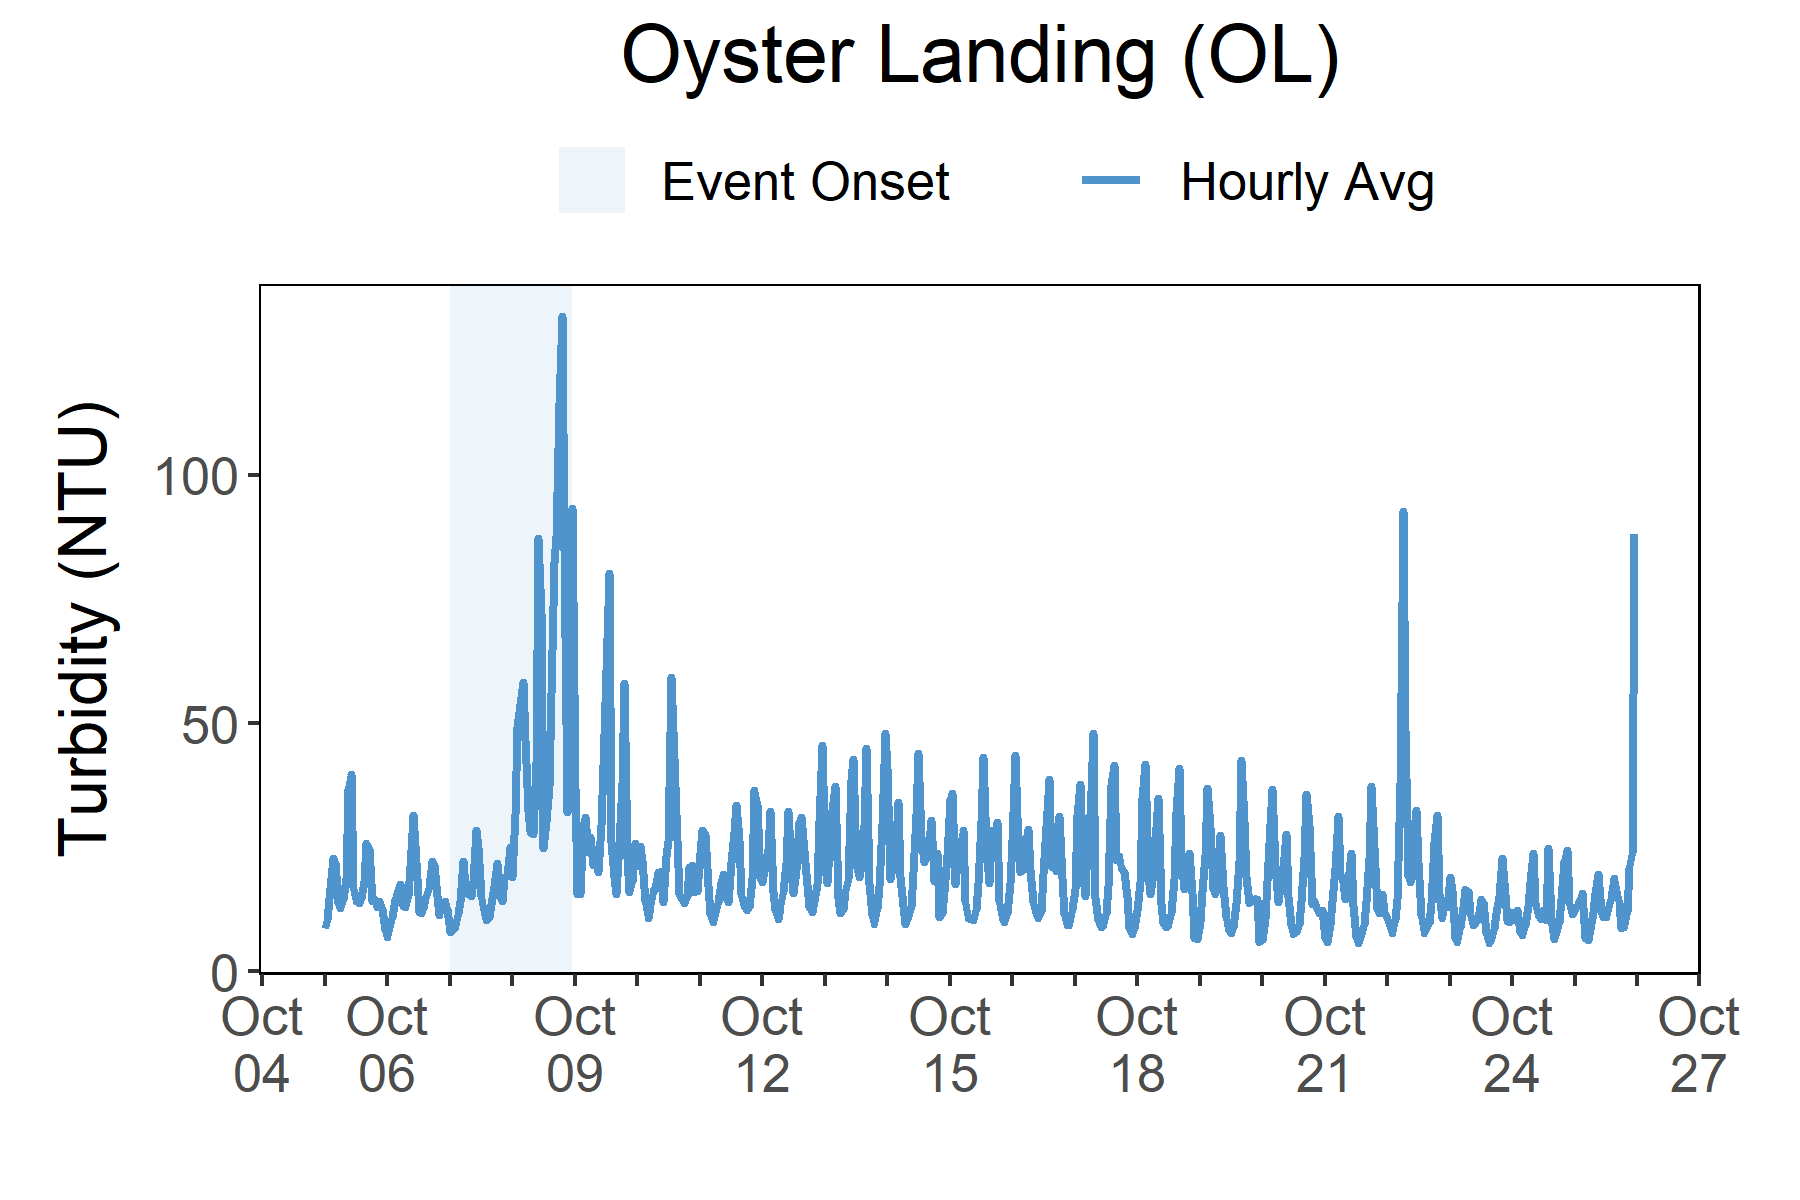 Oyster Landing (OL)
Event Onset Hourly Avg
Turbidity (NTU)
100
50
0
Oct Oct Oct Oct Oct Oct Oct Oct Oct
04 06 09 12 15 18 21 24 27